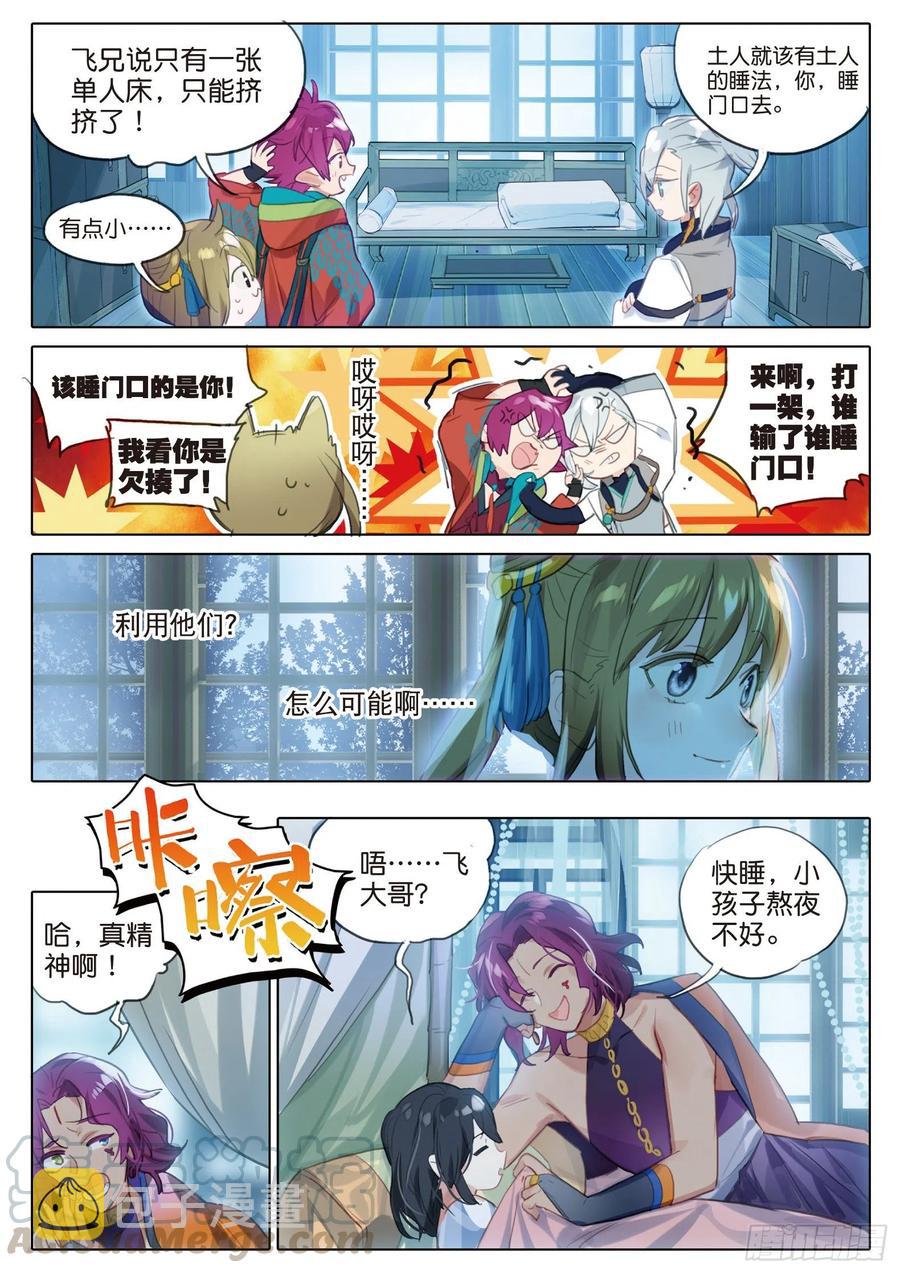 飞兄说只有一张
单人床，只能挤
挤了！
土人就该有土人
的睡法，你，睡
门口去。
有点小……
该睡门口的是你！
我看你是
欠揍了！
哎呀哎呀……
来啊，打
一架，谁
输了谁睡
门口！
利用他们？
怎么可能啊……
咔嚓
哈，真精
神啊！
唔……飞
大哥？
快睡，小
孩子熬夜
不好。
包子漫畫
腾讯动漫